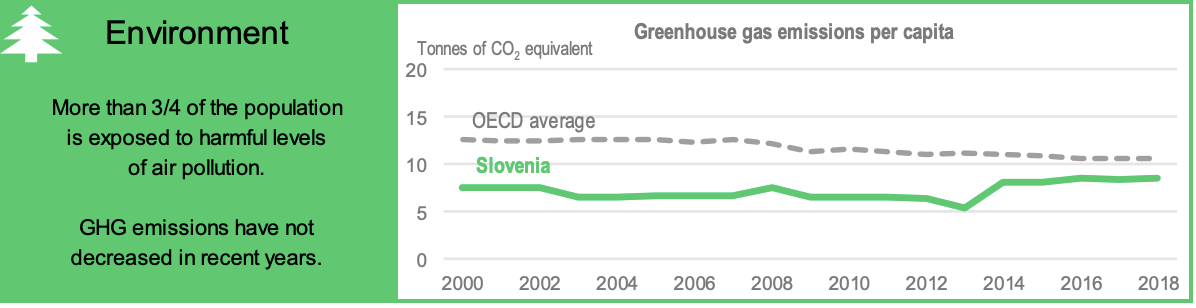 Environment
More than 3/4 of the population
is exposed to harmful levels
of air pollution.
GHG emissions have not
decreased in recent years.
Greenhouse gas emissions per capita
Tonnes of CO₂ equivalent
20
15
10
5
0
OECD average
Slovenia
2000 2002 2004 2006 2008 2010 2012 2014 2016 2018